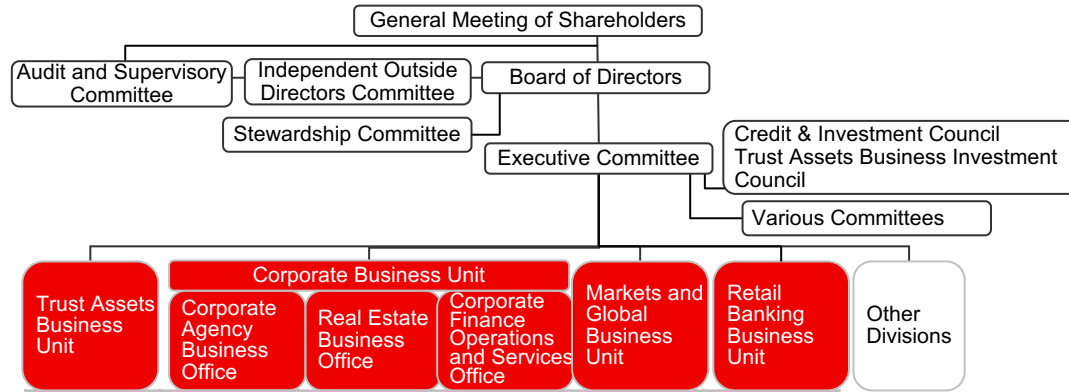 General Meeting of Shareholders
Audit and Supervisory
Committee
Independent Outside
Directors Committee
Board of Directors
Stewardship Committee
Executive Committee
Credit & Investment Council
Trust Assets Business Investment
Council
Various Committees
Trust Assets
Business
Unit
Corporate Business Unit
Corporate
Agency
Business
Office
Real Estate
Business
Office
Corporate
Finance
Operations
and Services
Office
Markets and
Global
Business
Unit
Retail
Banking
Business
Unit
Other
Divisions